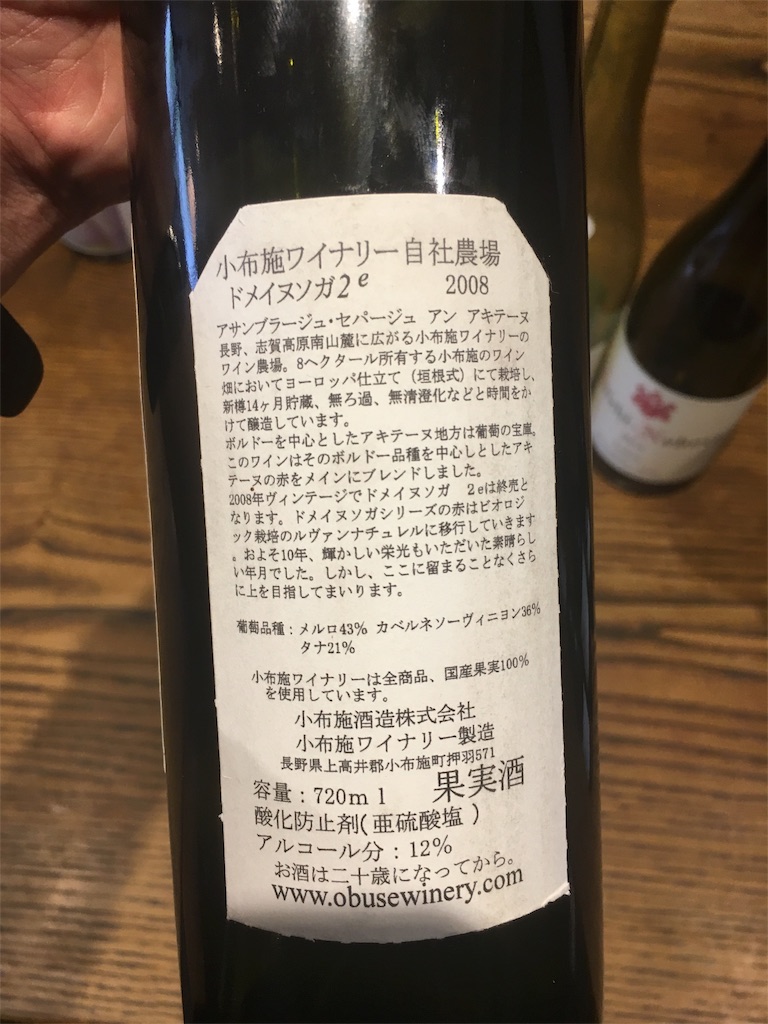 小布施ワイナリー自社農場
ドメイヌソガ2e 2008
アサンブラージュ・セパージュ アン アキテーヌ
長野、志賀高原南山麓に広がる小布施ワイナリーの
ワイン農場。8ヘクタール所有する小布施のワイン
畑においてヨーロッパ仕立て（垣根式）にて栽培し、
新樽14ヶ月貯蔵、無ろ過、無清澄化などと時間をか
けて醸造しています。
ボルドーを中心としたアキテーヌ地方は葡萄の宝庫。
このワインはそのボルドー品種を中心しとしたアキ
テーヌの赤をメインにブレンドしました。
2008年ヴィンテージでドメイヌソガ 2eは終売と
なります。ドメイヌソガシリーズの赤はビオロジ
ック栽培のルヴァンナチュレルに移行していきます
。およそ10年、輝かしい栄光もいただいた素晴らし
い年月でした。しかし、ここに留まることなくさら
に上を目指してまいります。
葡萄品種：メルロ43% カベルネソーヴィニヨン36%
タナ21%
小布施ワイナリーは全商品、国産果実100%
を使用しています。
小布施酒造株式会社
小布施ワイナリー製造
長野県上高井郡小布施町押羽571
容量：720ml 果実酒
酸化防止剤(亜硫酸塩)
アルコール分：12%
お酒は二十歳になってから。
www.obusewinery.com